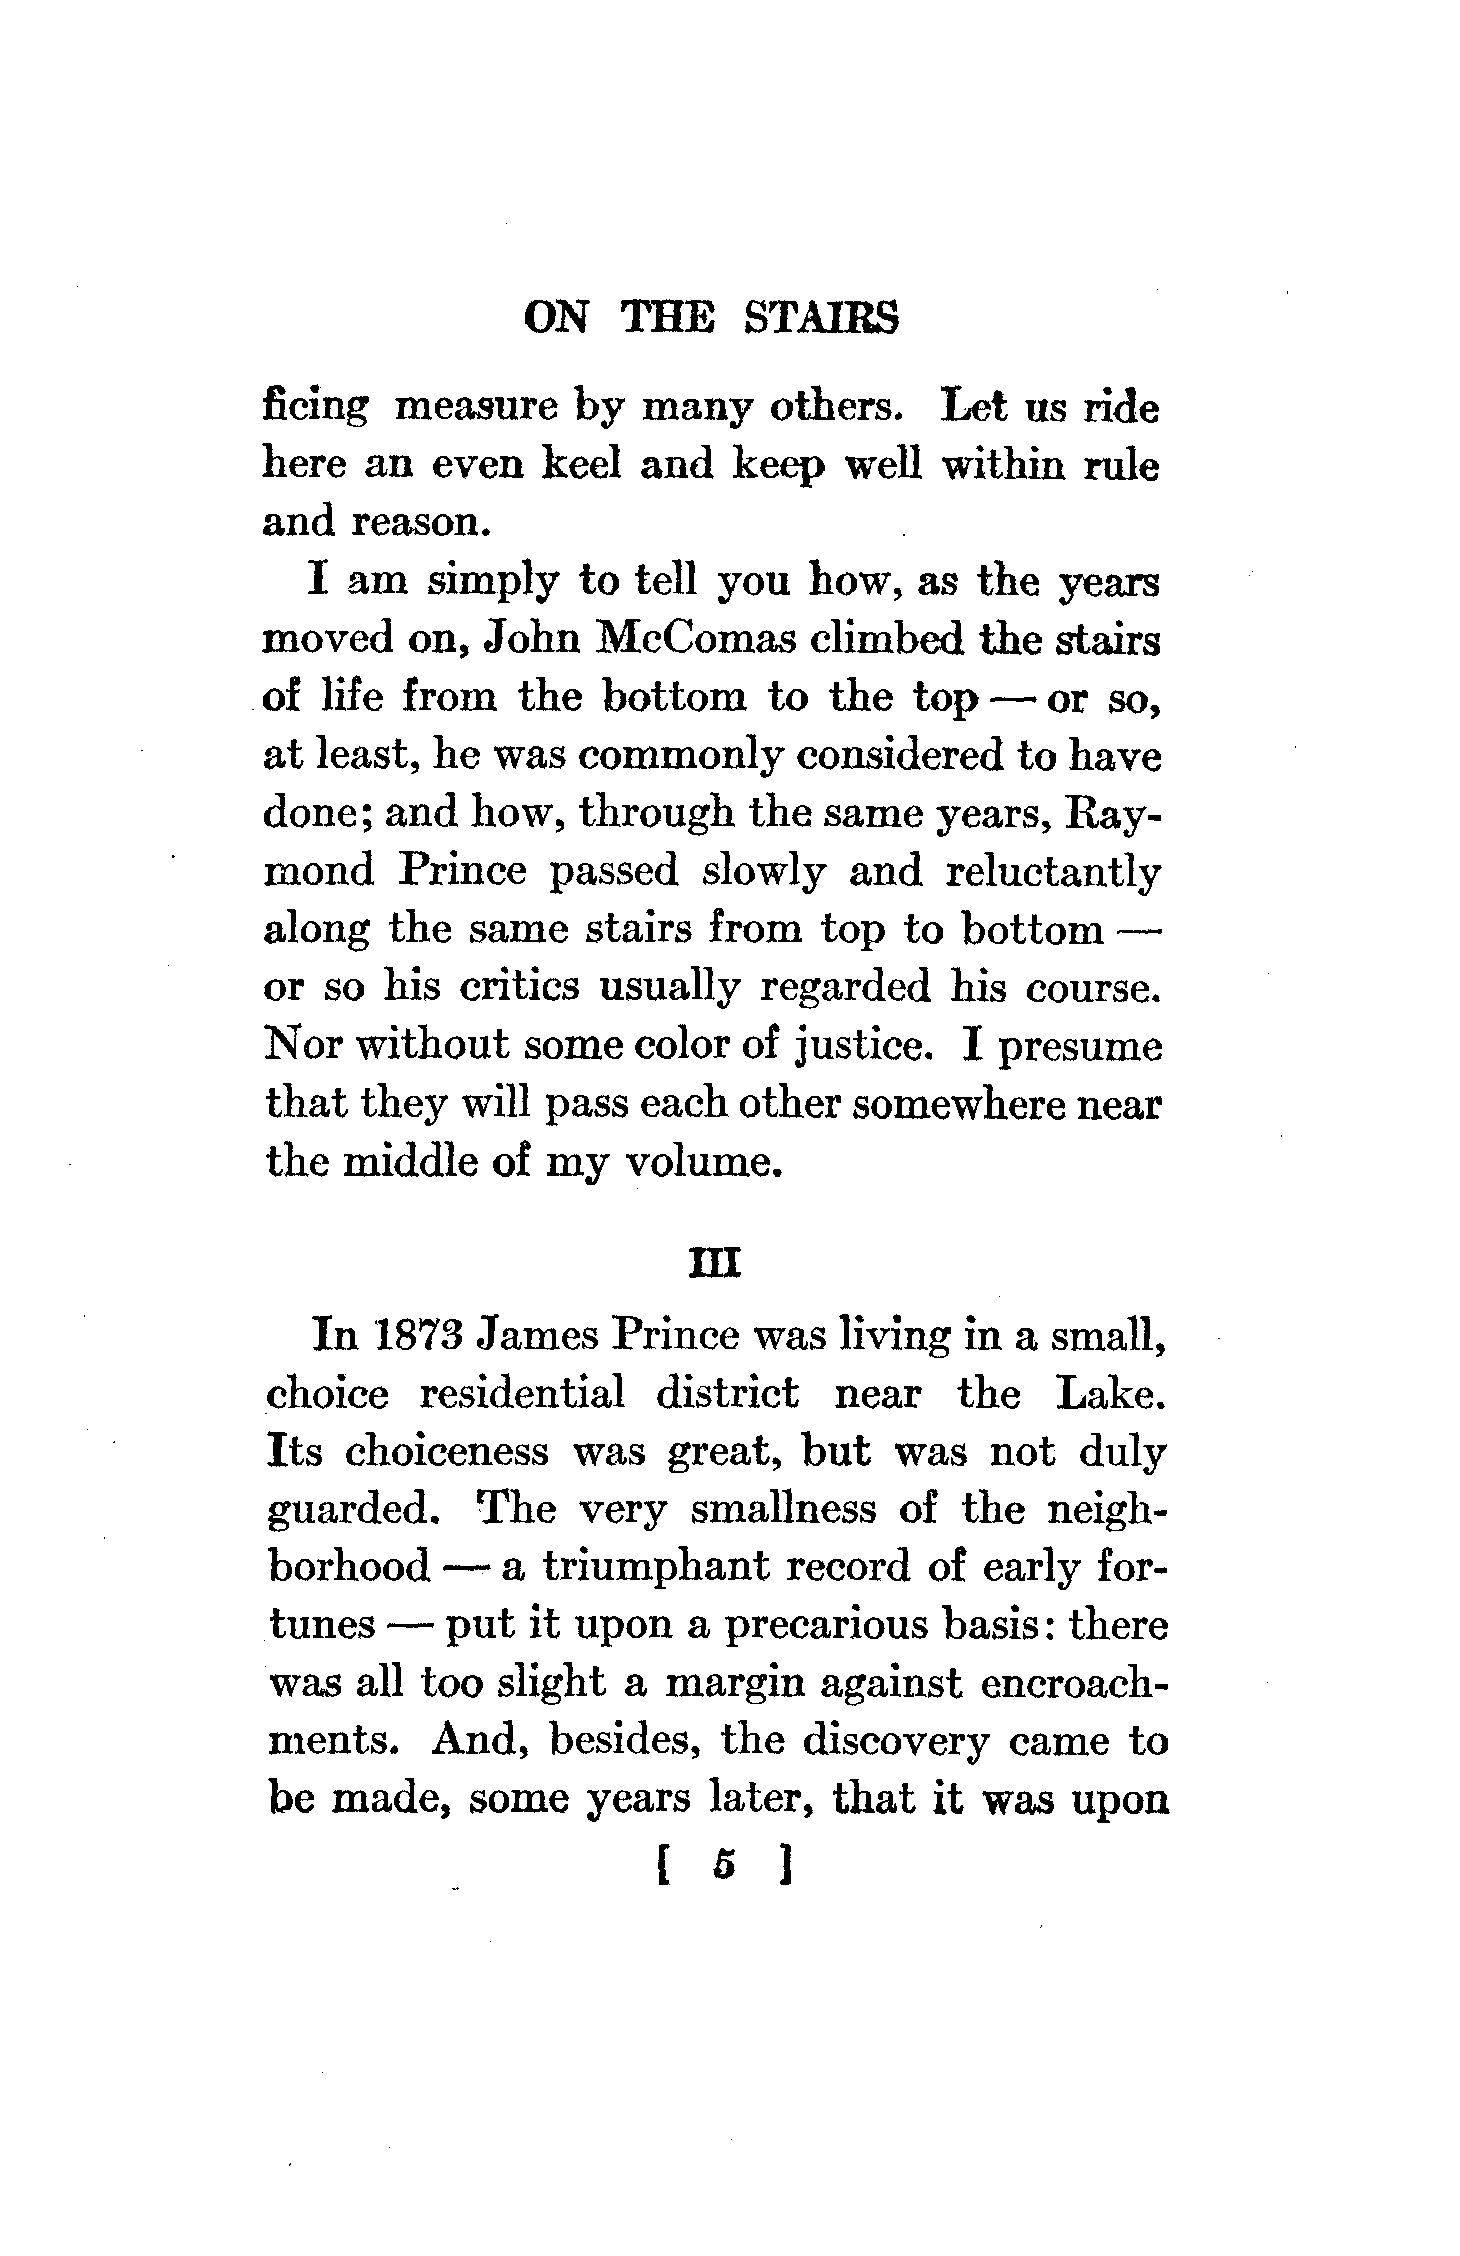 ON THE STAIRS
ficing measure by many others. Let us ride
here an even keel and keep well within rule
and reason.
I am simply to tell you how, as the years
moved on, John McComas climbed the stairs
of life from the bottom to the top — or so,
at least, he was commonly considered to have
done; and how, through the same years, Ray-
mond Prince passed slowly and reluctantly
along the same stairs from top to bottom —
or so his critics usually regarded his course.
Nor without some color of justice. I presume
that they will pass each other somewhere near
the middle of my volume.
III
In 1873 James Prince was living in a small,
choice residential district near the Lake.
Its choiceness was great, but was not duly
guarded. The very smallness of the neigh-
borhood — a triumphant record of early for-
tunes — put it upon a precarious basis: there
was all too slight a margin against encroach-
ments. And, besides, the discovery came to
be made, some years later, that it was upon
[ 5 ]